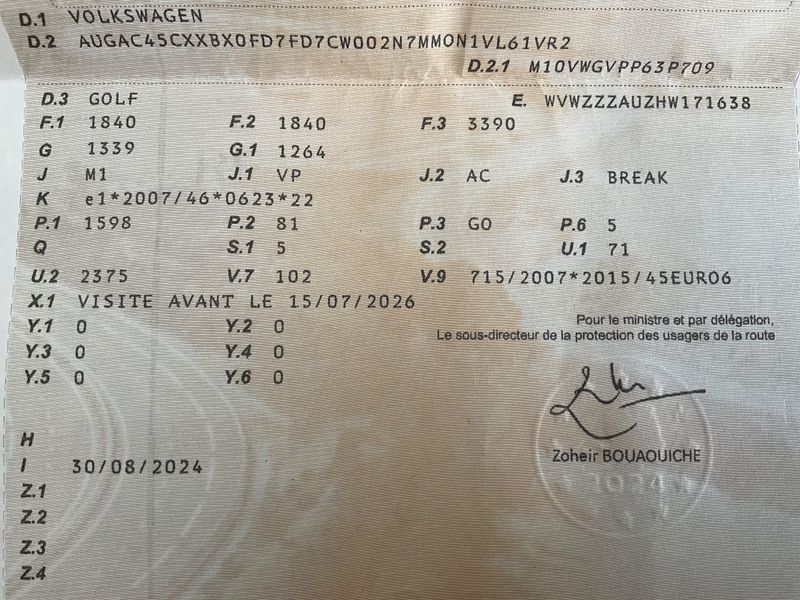 D.1 VOLKSWAGEN
D.2 AUGAC45CXXBX0FD7FD7CW002N7MMON1VL61VR2
D.2.1 M10VWGVPP63P709
D.3 GOLF E. WVWZZZAUZHW171638
F.1 1840 F.2 1840 F.3 3390
G 1339 G.1 1264
J M1 J.1 VP J.2 AC J.3 BREAK
K e1*2007/46*0623*22
P.1 1598 P.2 81 P.3 GO P.6 5
Q S.1 5 S.2 U.1 71
U.2 2375 V.7 102 V.9 715/2007*2015/45EURO6
X.1 VISITE AVANT LE 15/07/2026
Y.1 0 Y.2 0
Y.3 0 Y.4 0
Y.5 0 Y.6 0
Pour le ministre et par délégation,
Le sous-directeur de la protection des usagers de la route
Zoheir BOUAOUICHE
H
I 30/08/2024
Z.1
Z.2
Z.3
Z.4